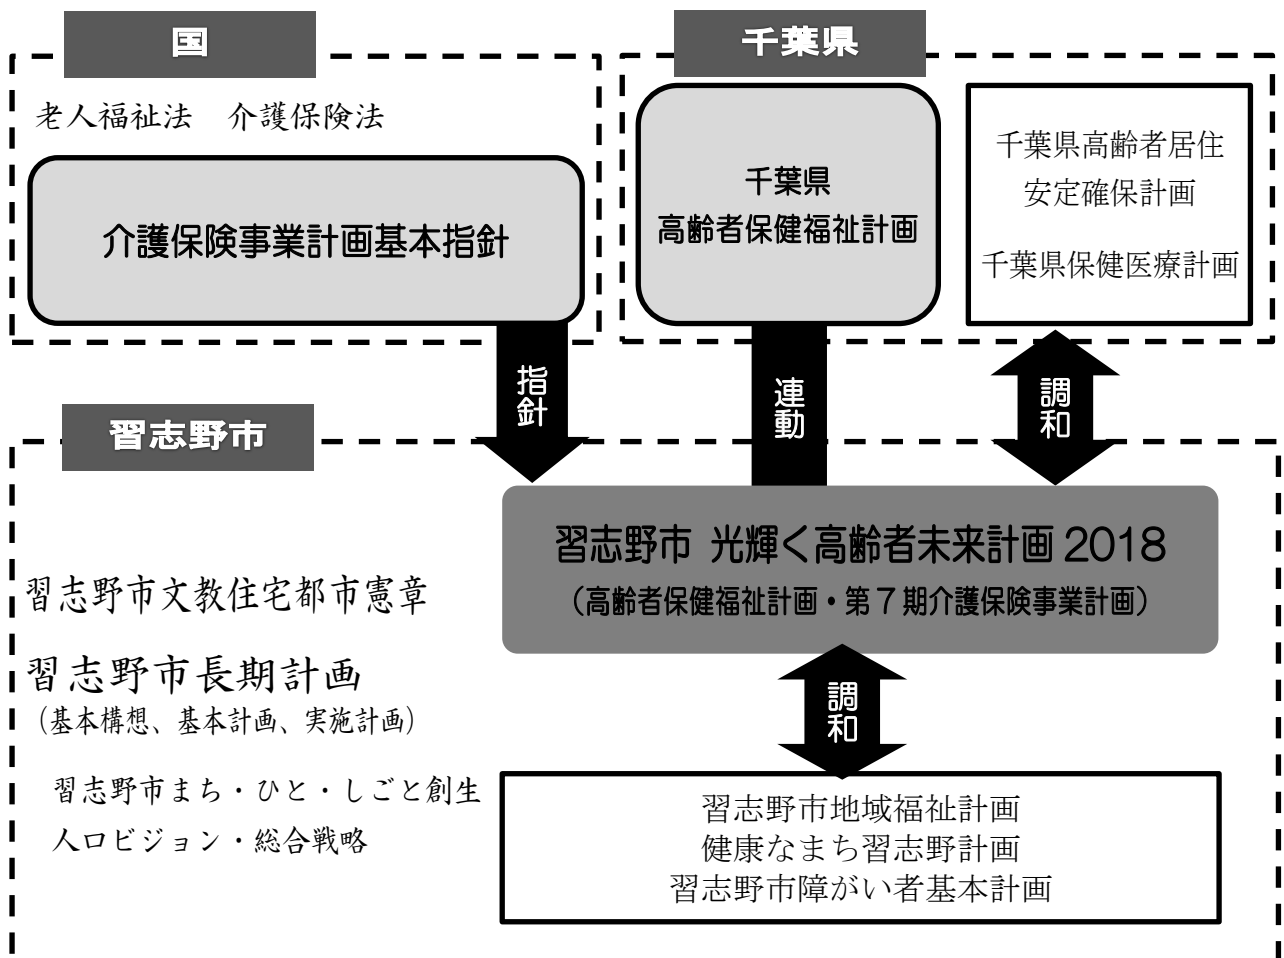 国
老人福祉法　介護保険法
介護保険事業計画基本指針
千葉県
千葉県
高齢者保健福祉計画
千葉県高齢者居住
安定確保計画
千葉県保健医療計画
指針
連動
調和
習志野市
習志野市 光輝く高齢者未来計画 2018
（高齢者保健福祉計画・第７期介護保険事業計画）
習志野市文教住宅都市憲章
習志野市長期計画
（基本構想、基本計画、実施計画）
習志野市まち・ひと・しごと創生
人口ビジョン・総合戦略
調和
習志野市地域福祉計画
健康なまち習志野計画
習志野市障がい者基本計画